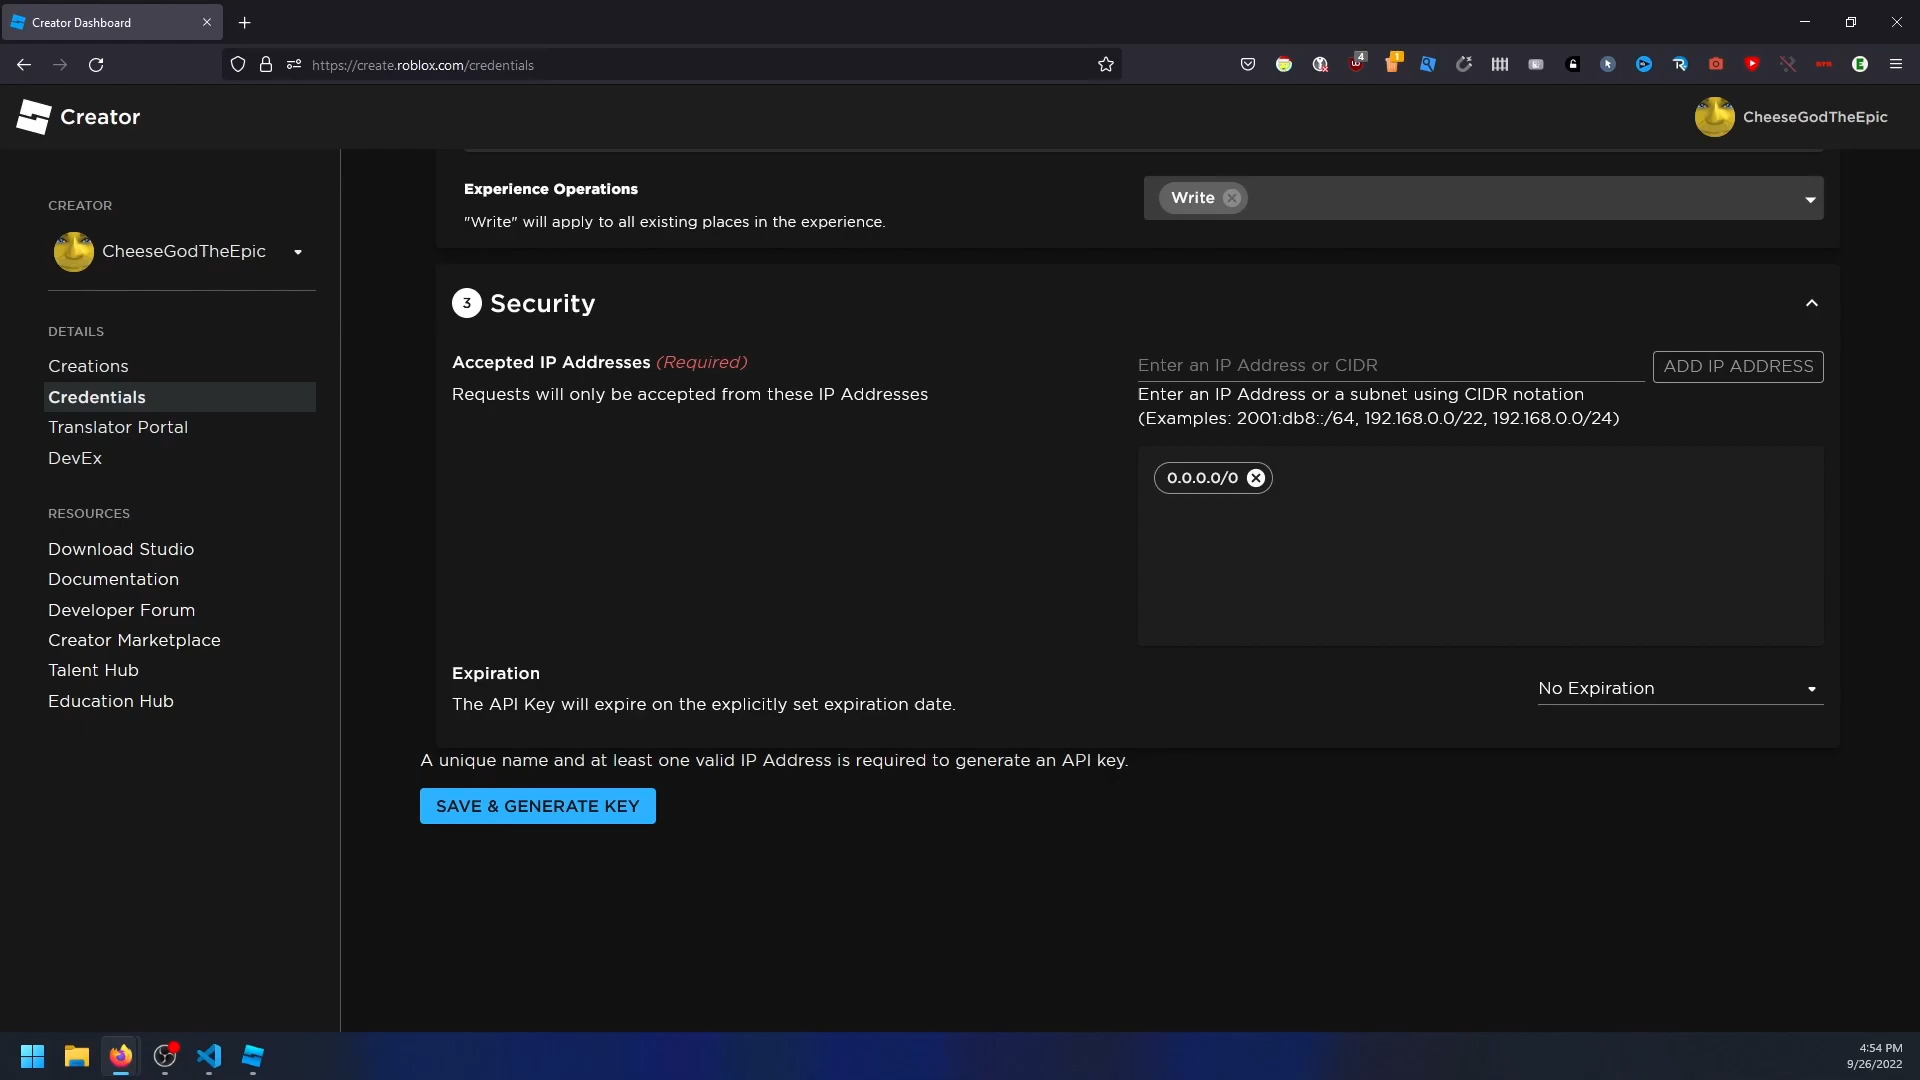 Creator Dashboard
https://create.roblox.com/credentials
4
1
Creator
CheeseGodTheEpic
CREATOR
CheeseGodTheEpic
DETAILS
Creations
Credentials
Translator Portal
DevEx
RESOURCES
Download Studio
Documentation
Developer Forum
Creator Marketplace
Talent Hub
Education Hub
Experience Operations
"Write" will apply to all existing places in the experience.
Write
3 Security
Accepted IP Addresses (Required)
Requests will only be accepted from these IP Addresses
Enter an IP Address or CIDR
ADD IP ADDRESS
Enter an IP Address or a subnet using CIDR notation
(Examples: 2001:db8::/64, 192.168.0.0/22, 192.168.0.0/24)
0.0.0.0/0
Expiration
The API Key will expire on the explicitly set expiration date.
No Expiration
A unique name and at least one valid IP Address is required to generate an API key.
SAVE & GENERATE KEY
4:54 PM
9/26/2022